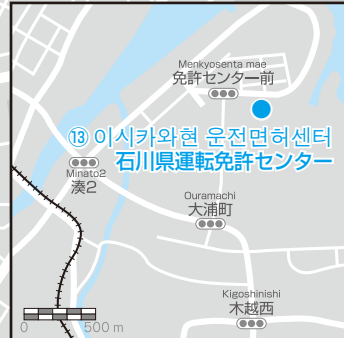 Menkyosenta mae
免許センター前
⑬ 이시카와현 운전면허센터
石川県運転免許センター
Minato2
湊2
Ouramachi
大浦町
Kigoshinishi
木越西
0 500 m